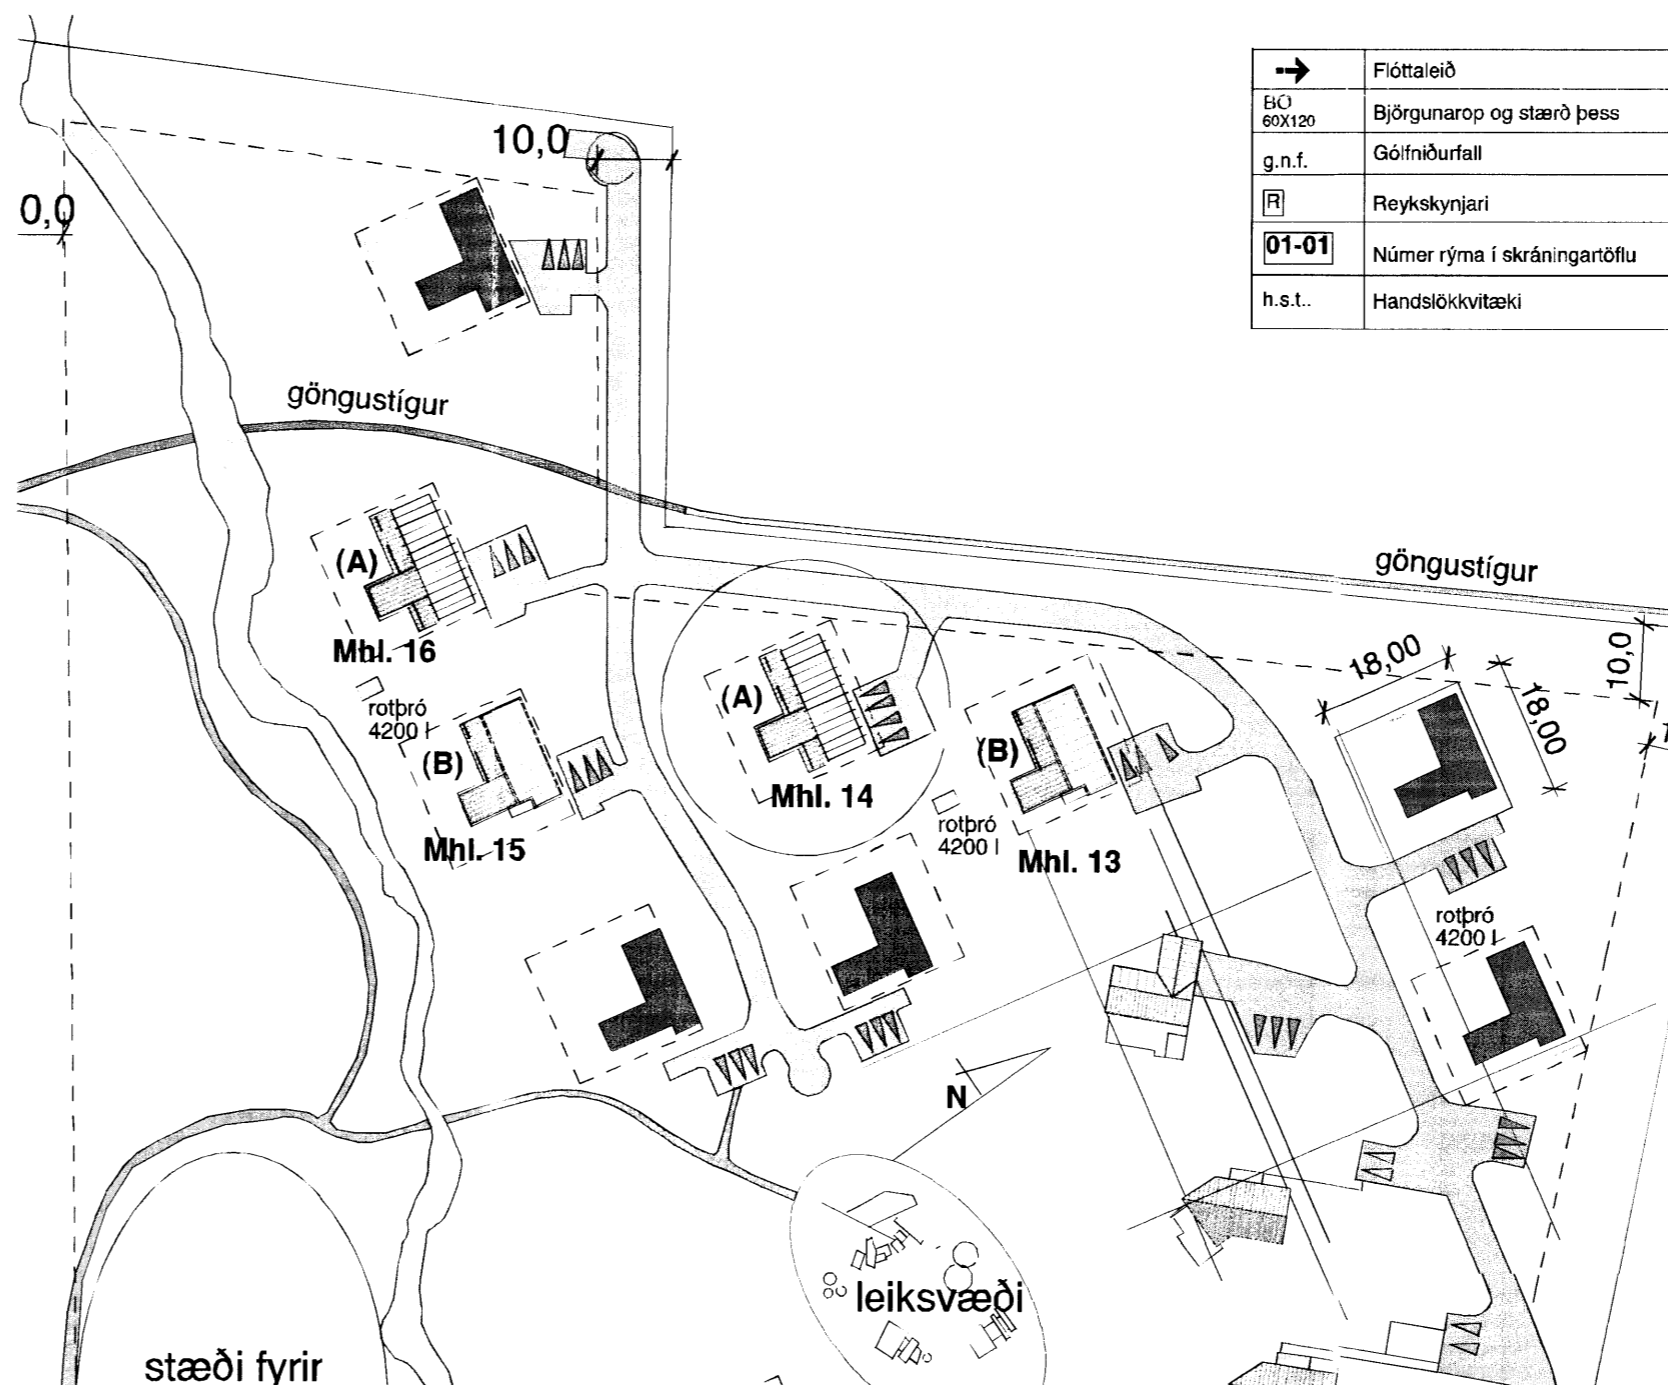 Flóttaleið
BO
60X120
Björgunarop og stærð þess
g.n.f.
Gólfniðurfall
R
Reykskynjari
01-01
Númer rýma í skráningartöflu
h.s.t..
Handslökkvitæki
10,0
0,0
göngustígur
göngustígur
(A)
Mhl. 16
rotþró
4200 l
(B)
Mhl. 15
(A)
Mhl. 14
(B)
Mhl. 13
rotþró
4200 l
18,00
18,00
10,0
rotþró
4200 l
N
leiksvæði
stæði fyrir